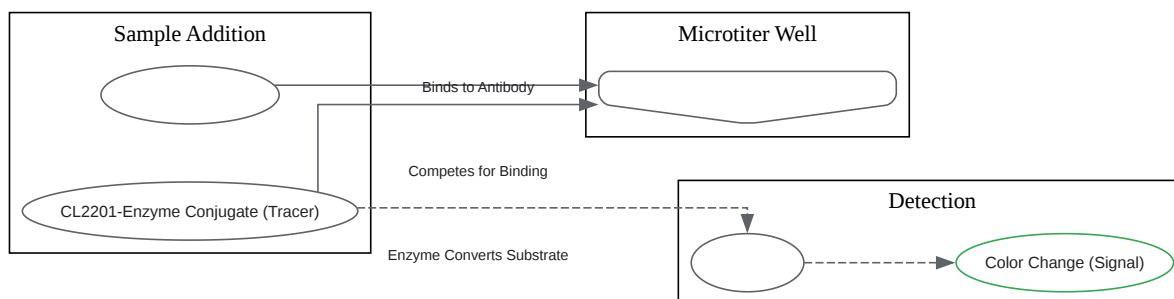 Sample Addition
Microtiter Well
Binds to Antibody
Competes for Binding
CL2201-Enzyme Conjugate (Tracer)
Detection
Enzyme Converts Substrate
Color Change (Signal)